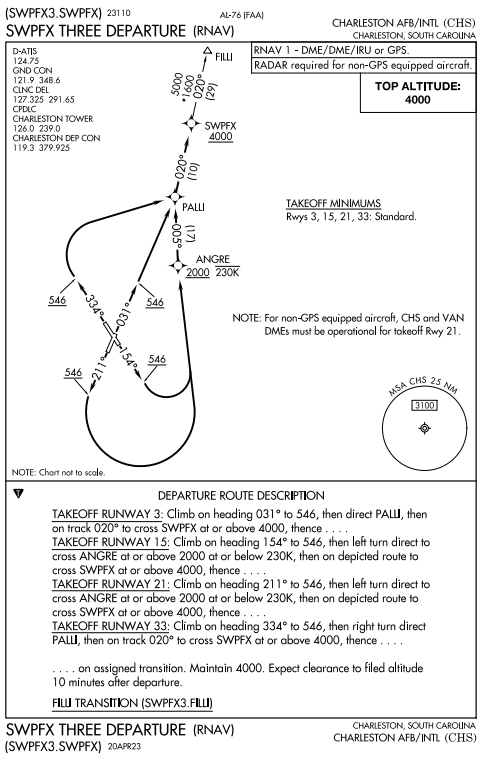 (SWPFX3.SWPFX) 23110
AL-76 (FAA)
SWPFX THREE DEPARTURE (RNAV)
CHARLESTON AFB/INTL (CHS)
CHARLESTON, SOUTH CAROLINA
D-ATIS
124.75
GND CON
121.9 348.6
CLNC DEL
127.325 291.65
CPDLC
CHARLESTON TOWER
126.0 239.0
CHARLESTON DEP CON
119.3 379.925
RNAV 1 - DME/DME/IRU or GPS.
RADAR required for non-GPS equipped aircraft.
TOP ALTITUDE:
4000
FILLI
5000
*1600
020°
(29)
SWPFX
4000
020°
(10)
PALLI
TAKEOFF MINIMUMS
Rwys 3, 15, 21, 33: Standard.
005°
(17)
ANGRE
2000 230K
546
334°
031°
546
NOTE: For non-GPS equipped aircraft, CHS and VAN
DMEs must be operational for takeoff Rwy 21.
546
211°
154°
546
MSA CHS 25 NM
3100
NOTE: Chart not to scale.
T
DEPARTURE ROUTE DESCRIPTION
TAKEOFF RUNWAY 3: Climb on heading 031° to 546, then direct PALLI, then
on track 020° to cross SWPFX at or above 4000, thence . . . .
TAKEOFF RUNWAY 15: Climb on heading 154° to 546, then left turn direct to
cross ANGRE at or above 2000 at or below 230K, then on depicted route to
cross SWPFX at or above 4000, thence . . . .
TAKEOFF RUNWAY 21: Climb on heading 211° to 546, then left turn direct to
cross ANGRE at or above 2000 at or below 230K, then on depicted route to
cross SWPFX at or above 4000, thence . . . .
TAKEOFF RUNWAY 33: Climb on heading 334° to 546, then right turn direct
PALLI, then on track 020° to cross SWPFX at or above 4000, thence . . . .
. . . . on assigned transition. Maintain 4000. Expect clearance to filed altitude
10 minutes after departure.
FILLI TRANSITION (SWPFX3.FILLI)
SWPFX THREE DEPARTURE (RNAV)
(SWPFX3.SWPFX) 20APR23
CHARLESTON, SOUTH CAROLINA
CHARLESTON AFB/INTL (CHS)